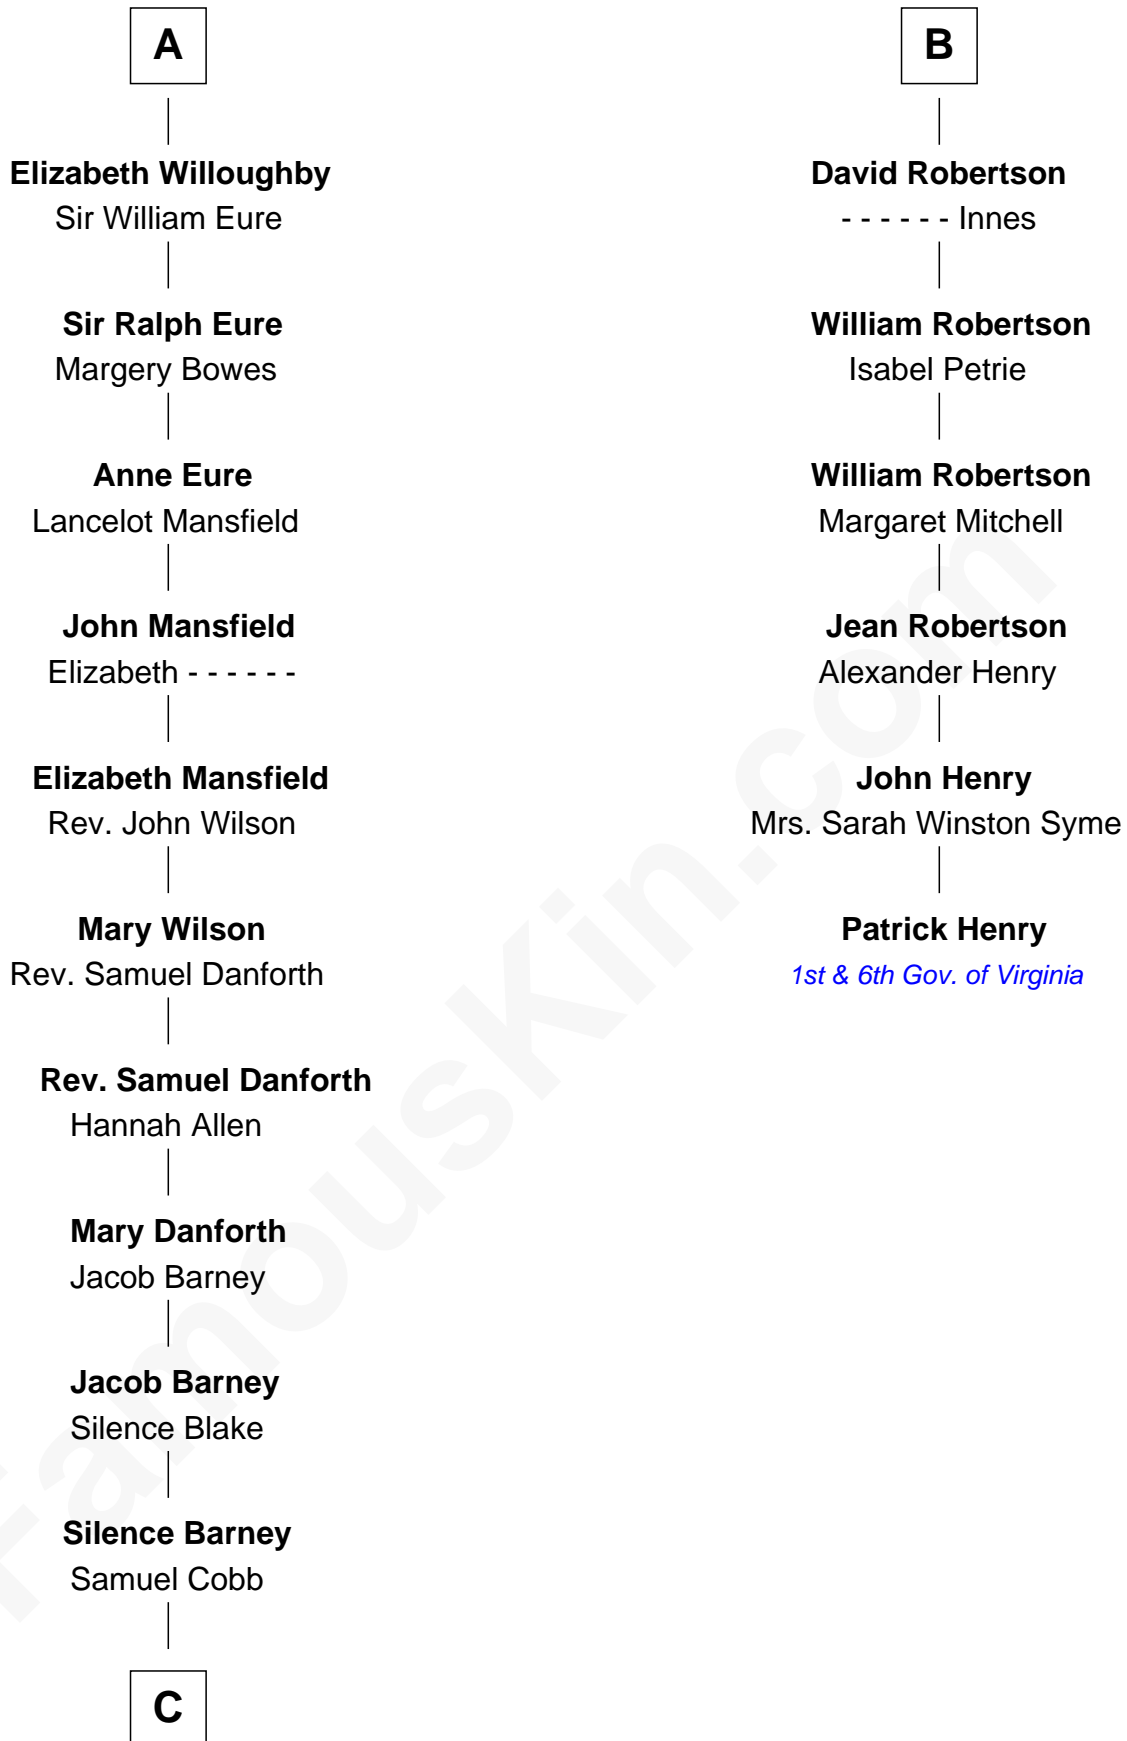 A
Elizabeth Willoughby
Sir William Eure
Sir Ralph Eure
Margery Bowes
Anne Eure
Lancelot Mansfield
John Mansfield
Elizabeth - - - - - -
Elizabeth Mansfield
Rev. John Wilson
Mary Wilson
Rev. Samuel Danforth
Rev. Samuel Danforth
Hannah Allen
Mary Danforth
Jacob Barney
Jacob Barney
Silence Blake
Silence Barney
Samuel Cobb
C
B
David Robertson
- - - - - - Innes
William Robertson
Isabel Petrie
William Robertson
Margaret Mitchell
Jean Robertson
Alexander Henry
John Henry
Mrs. Sarah Winston Syme
Patrick Henry
1st & 6th Gov. of Virginia
FamousKin.com